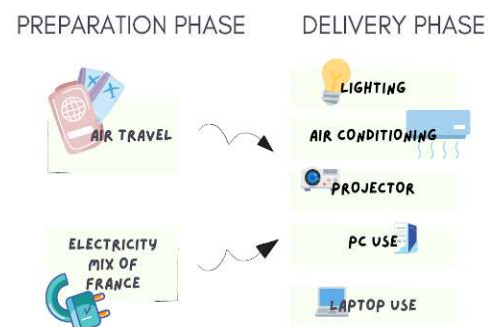 PREPARATION PHASE
DELIVERY PHASE
AIR TRAVEL
ELECTRICITY
MIX OF
FRANCE
LIGHTING
AIR CONDITIONING
PROJECTOR
PC USE
LAPTOP USE